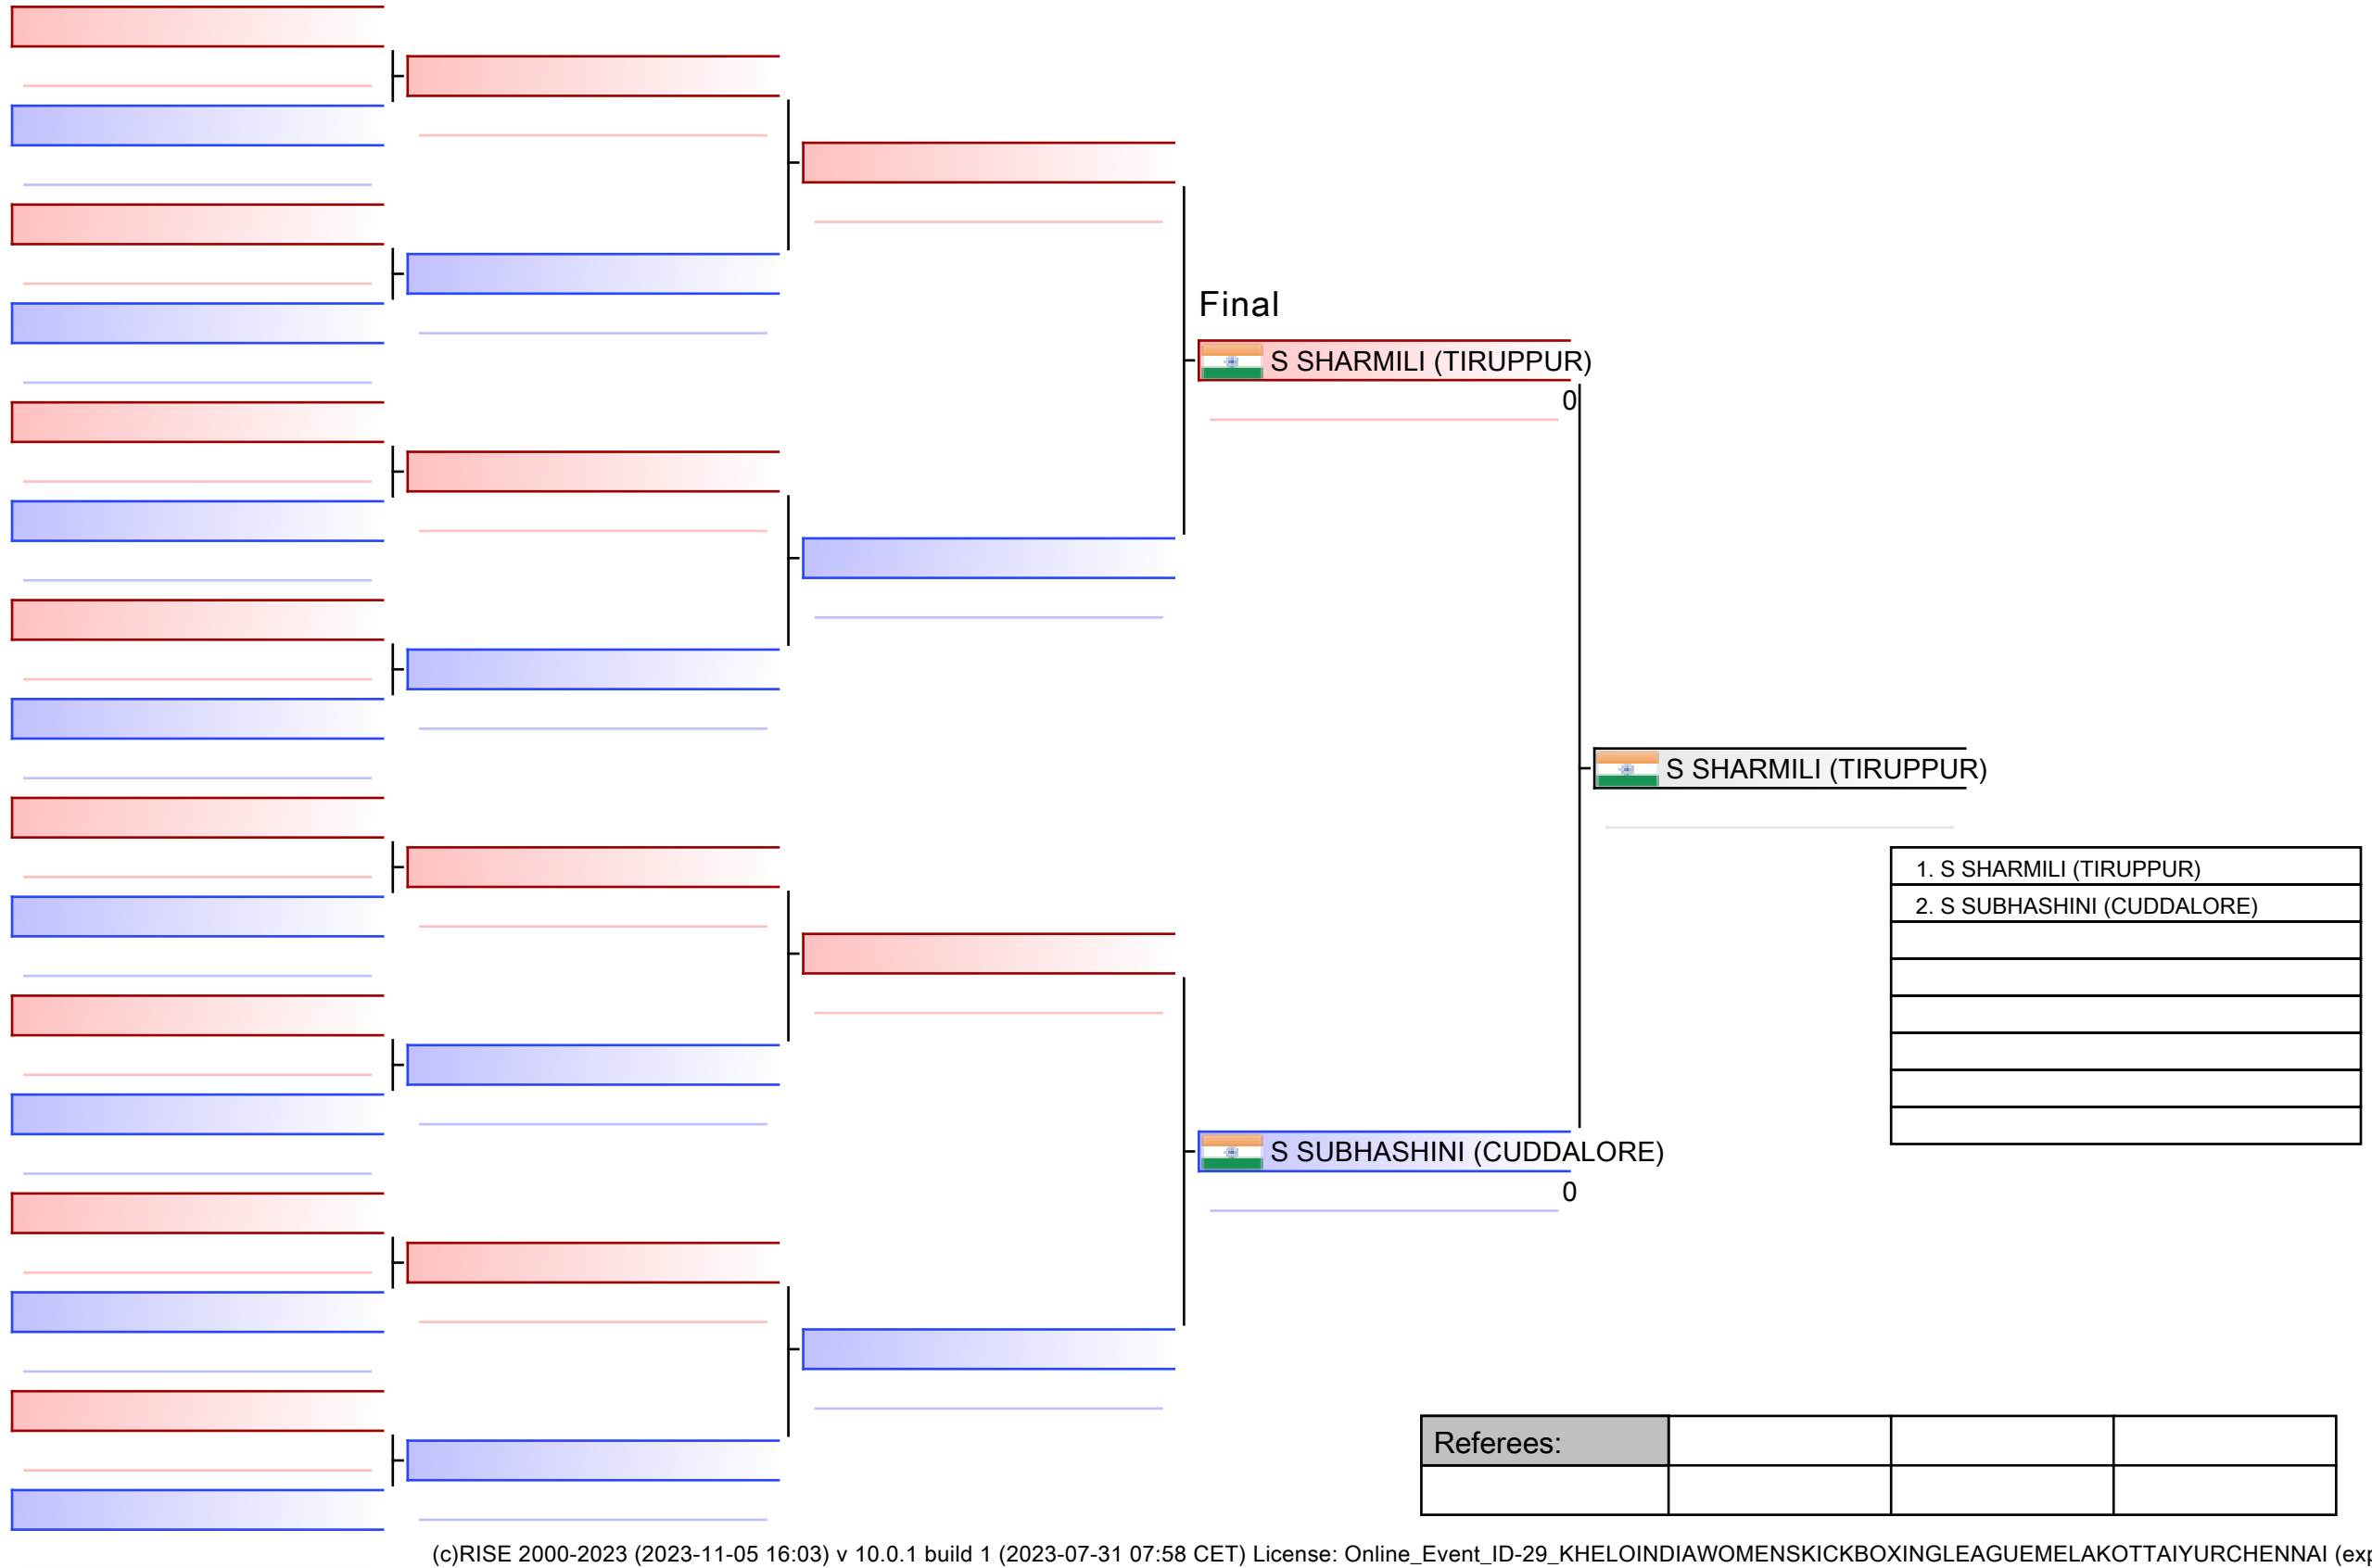 Final
S SHARMILI (TIRUPPUR)
0
S SHARMILI (TIRUPPUR)
1. S SHARMILI (TIRUPPUR)
2. S SUBHASHINI (CUDDALORE)
S SUBHASHINI (CUDDALORE)
0
Referees:
(c)RISE 2000-2023 (2023-11-05 16:03) v 10.0.1 build 1 (2023-07-31 07:58 CET) License: Online_Event_ID-29_KHELOINDIAWOMENSKICKBOXINGLEAGUEMELAKOTTAIYURCHENNAI (exp